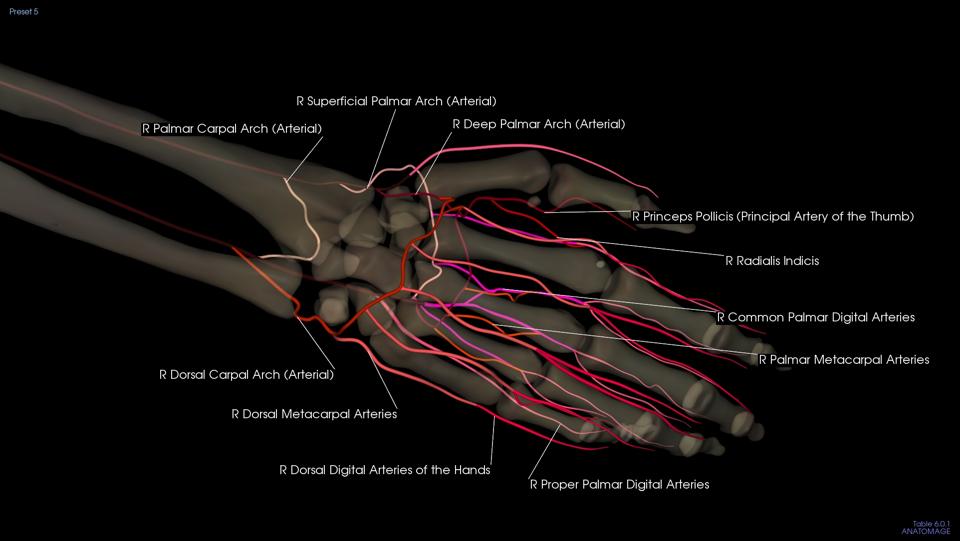 Preset 5
R Superficial Palmar Arch (Arterial)
R Palmar Carpal Arch (Arterial)
R Deep Palmar Arch (Arterial)
R Princeps Pollicis (Principal Artery of the Thumb)
R Radialis Indicis
R Common Palmar Digital Arteries
R Palmar Metacarpal Arteries
R Dorsal Carpal Arch (Arterial)
R Dorsal Metacarpal Arteries
R Dorsal Digital Arteries of the Hands
R Proper Palmar Digital Arteries
Table 6.0.1
ANATOMAGE